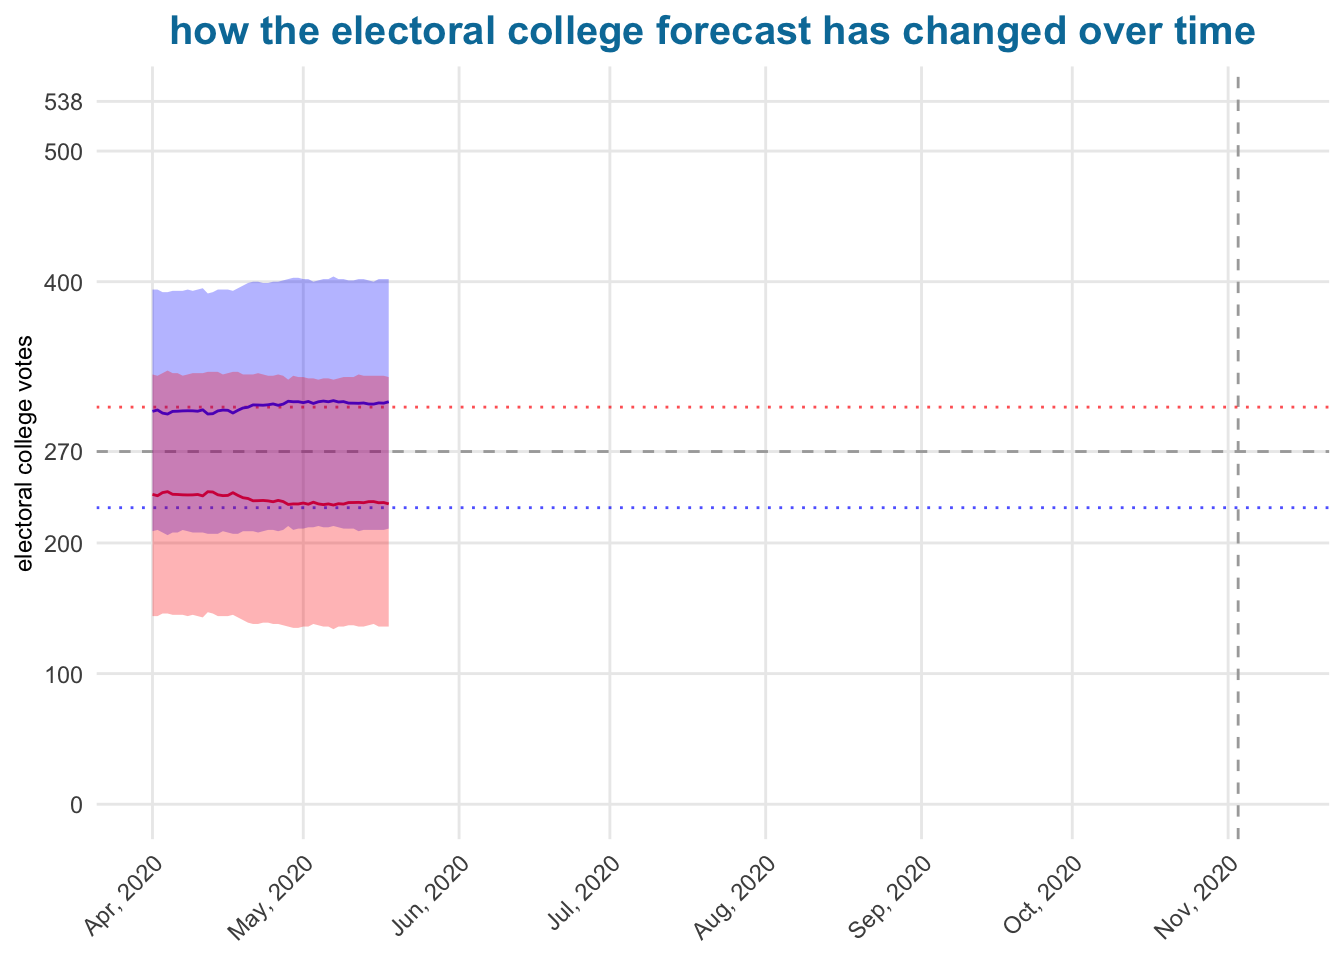 how the electoral college forecast has changed over time
538
500
400
270
200
100
0
electoral college votes
Apr, 2020
May, 2020
Jun, 2020
Jul, 2020
Aug, 2020
Sep, 2020
Oct, 2020
Nov, 2020